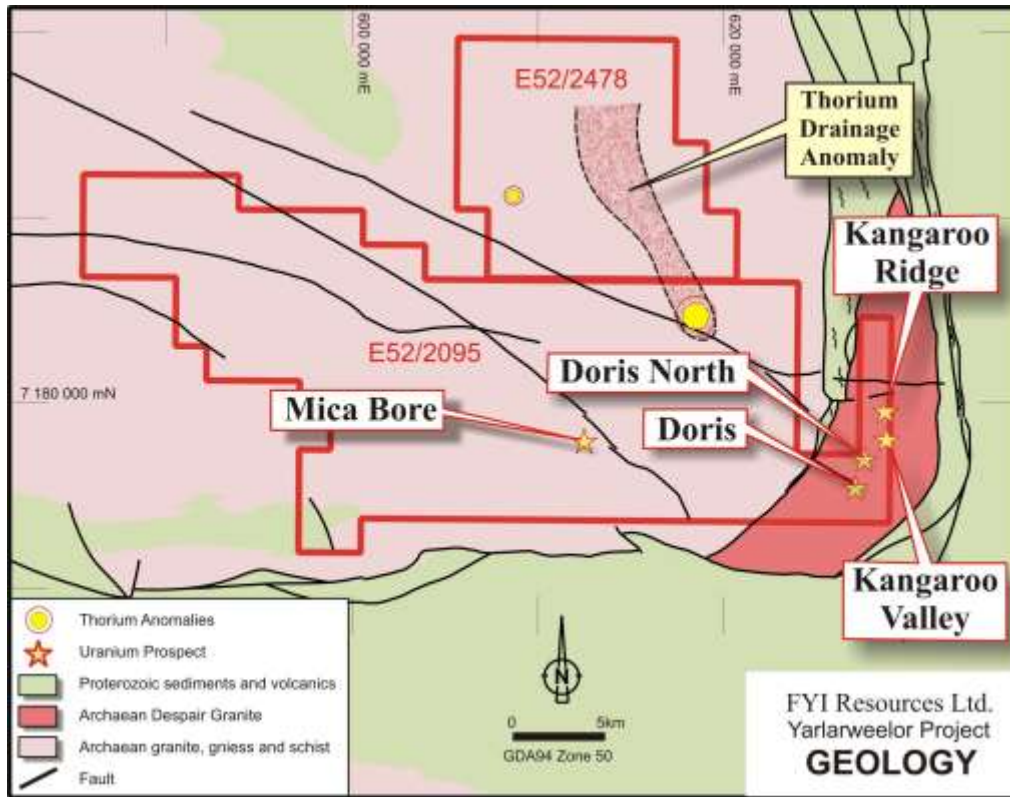 600 000 mE
620 000 mE
E52/2478
Thorium
Drainage
Anomaly
Kangaroo
Ridge
E52/2095
Doris North
7 180 000 mN
Mica Bore
Doris
Kangaroo
Valley
Thorium Anomalies
Uranium Prospect
Proterozoic sediments and volcanics
Archaean Despair Granite
Archaean granite, gniess and schist
Fault
N
0 5km
GDA94 Zone 50
FYI Resources Ltd.
Yarlarweelor Project
GEOLOGY